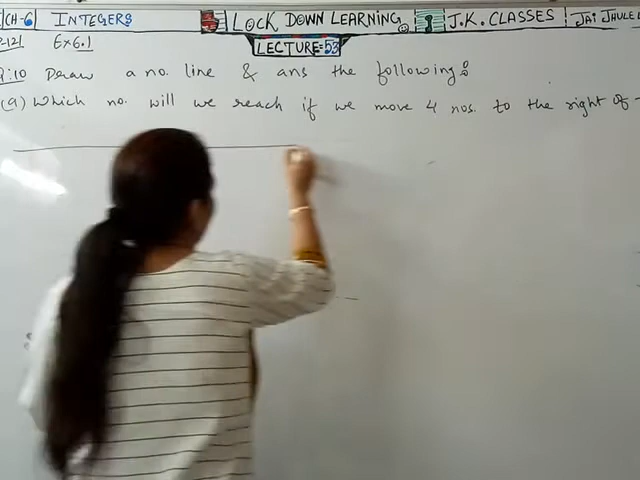 CH-6 INTEGERS LOCK DOWN LEARNING J.K. CLASSES JAI JHULE
P-121 Ex 6.1 LECTURE=53
Q:10 Draw a no. line & ans the following:
(a) Which no. will we reach if we move 4 nos. to the right of -